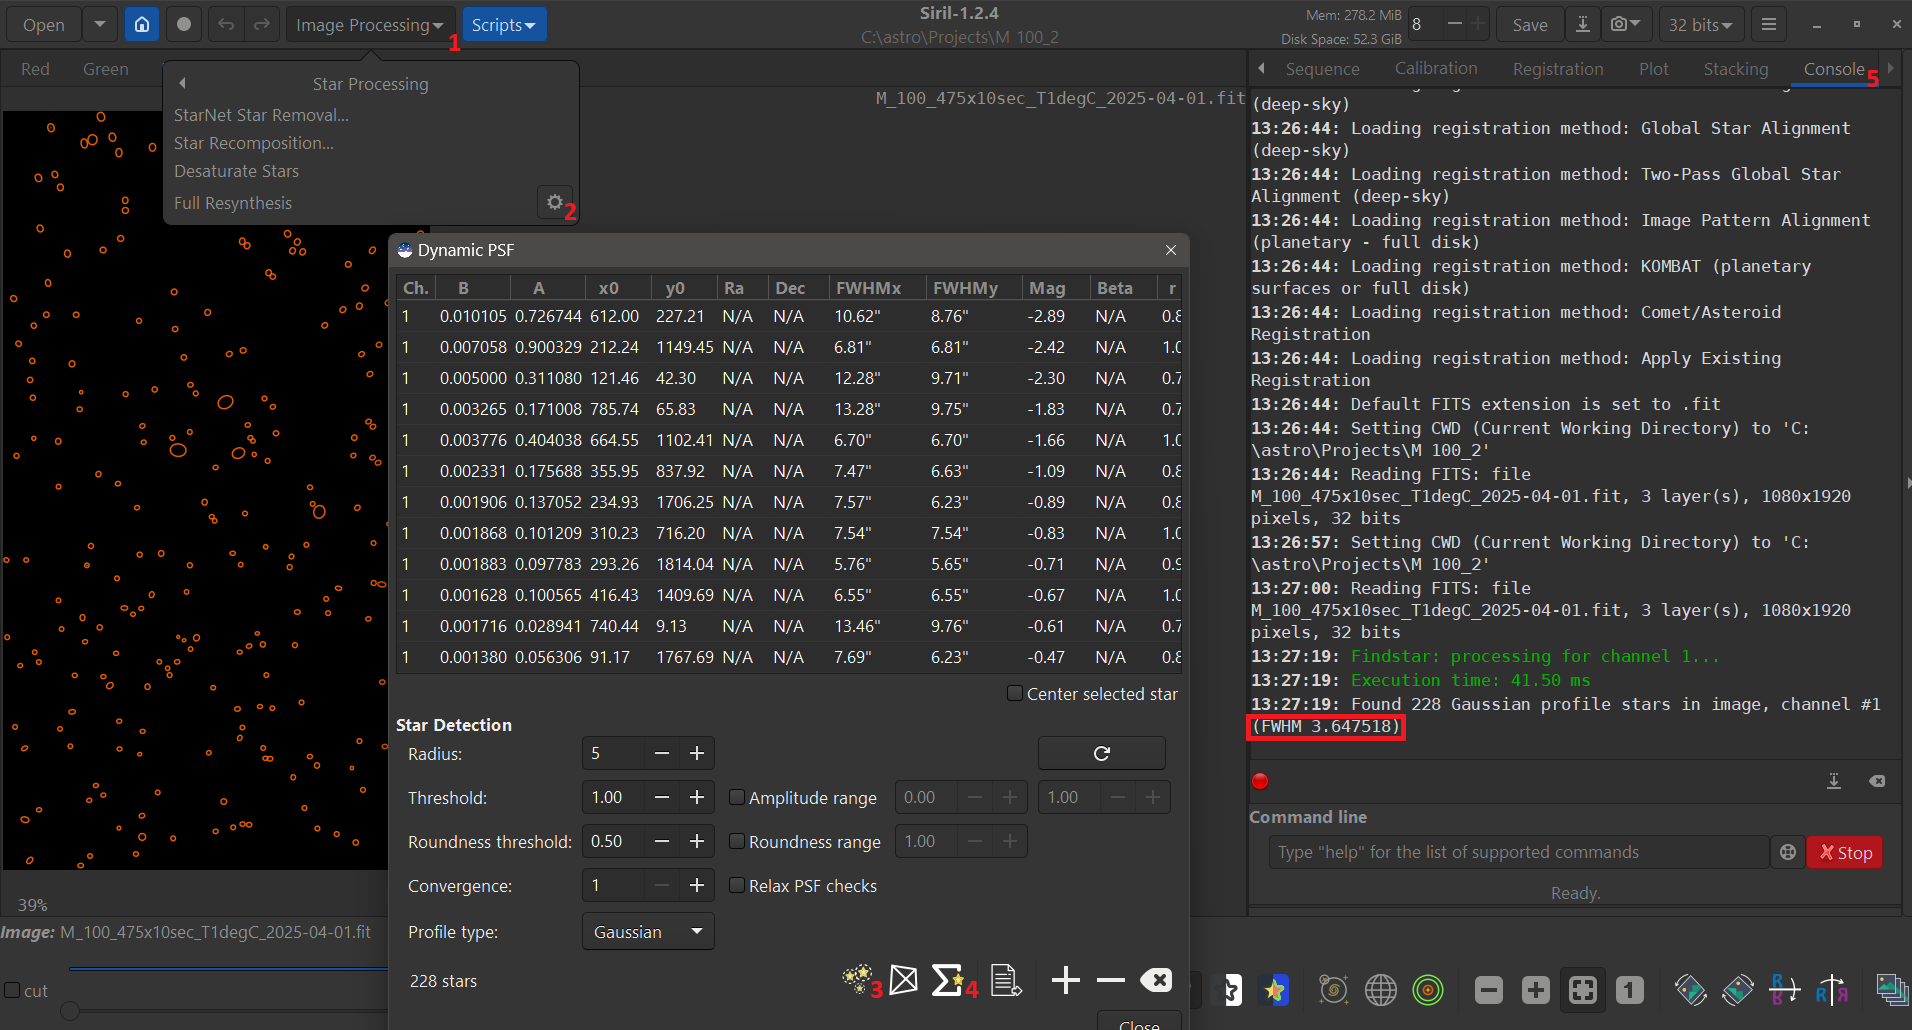 Open
Image Processing
1
Scripts
Siril-1.2.4
C:\astro\Projects\M 100_2
Mem: 278.2 MiB
Disk Space: 52.3 GiB
8
Save
32 bits
Red
Green
Star Processing
StarNet Star Removal...
Star Recomposition...
Desaturate Stars
Full Resynthesis
2
M_100_475x10sec_T1degC_2025-04-01.fit
Sequence Calibration Registration Plot Stacking Console 5
(deep-sky)
13:26:44: Loading registration method: Global Star Alignment
(deep-sky)
13:26:44: Loading registration method: Two-Pass Global Star
Alignment (deep-sky)
13:26:44: Loading registration method: Image Pattern Alignment
(planetary - full disk)
13:26:44: Loading registration method: KOMBAT (planetary
surfaces or full disk)
13:26:44: Loading registration method: Comet/Asteroid
Registration
13:26:44: Loading registration method: Apply Existing
Registration
13:26:44: Default FITS extension is set to .fit
13:26:44: Setting CWD (Current Working Directory) to 'C:
\astro\Projects\M 100_2'
13:26:44: Reading FITS: file
M_100_475x10sec_T1degC_2025-04-01.fit, 3 layer(s), 1080x1920
pixels, 32 bits
13:26:57: Setting CWD (Current Working Directory) to 'C:
\astro\Projects\M 100_2'
13:27:00: Reading FITS: file
M_100_475x10sec_T1degC_2025-04-01.fit, 3 layer(s), 1080x1920
pixels, 32 bits
13:27:19: Findstar: processing for channel 1...
13:27:19: Execution time: 41.50 ms
13:27:19: Found 228 Gaussian profile stars in image, channel #1
(FWHM 3.647518)
Command line
Type "help" for the list of supported commands
Stop
Ready.
Dynamic PSF
Ch. B A x0 y0 Ra Dec FWHMx FWHMy Mag Beta r
1 0.010105 0.726744 612.00 227.21 N/A N/A 10.62" 8.76" -2.89 N/A 0.8
1 0.007058 0.900329 212.24 1149.45 N/A N/A 6.81" 6.81" -2.42 N/A 1.0
1 0.005000 0.311080 121.46 42.30 N/A N/A 12.28" 9.71" -2.30 N/A 0.7
1 0.003265 0.171008 785.74 65.83 N/A N/A 13.28" 9.75" -1.83 N/A 0.7
1 0.003776 0.404038 664.55 1102.41 N/A N/A 6.70" 6.70" -1.66 N/A 1.0
1 0.002331 0.175688 355.95 837.92 N/A N/A 7.47" 6.63" -1.09 N/A 0.8
1 0.001906 0.137052 234.93 1706.25 N/A N/A 7.57" 6.23" -0.89 N/A 0.8
1 0.001868 0.101209 310.23 716.20 N/A N/A 7.54" 7.54" -0.83 N/A 1.0
1 0.001883 0.097783 293.26 1814.04 N/A N/A 5.76" 5.65" -0.71 N/A 0.9
1 0.001628 0.100565 416.43 1409.69 N/A N/A 6.55" 6.55" -0.67 N/A 1.0
1 0.001716 0.028941 740.44 9.13 N/A N/A 13.46" 9.76" -0.61 N/A 0.7
1 0.001380 0.056306 91.17 1767.69 N/A N/A 7.69" 6.23" -0.47 N/A 0.8
Center selected star
Star Detection
Radius: 5
Threshold: 1.00 Amplitude range 0.00 1.00
Roundness threshold: 0.50 Roundness range 1.00
Convergence: 1 Relax PSF checks
Profile type: Gaussian
228 stars
3
4
Close
39%
Image: M_100_475x10sec_T1degC_2025-04-01.fit
cut
1
R R
R R